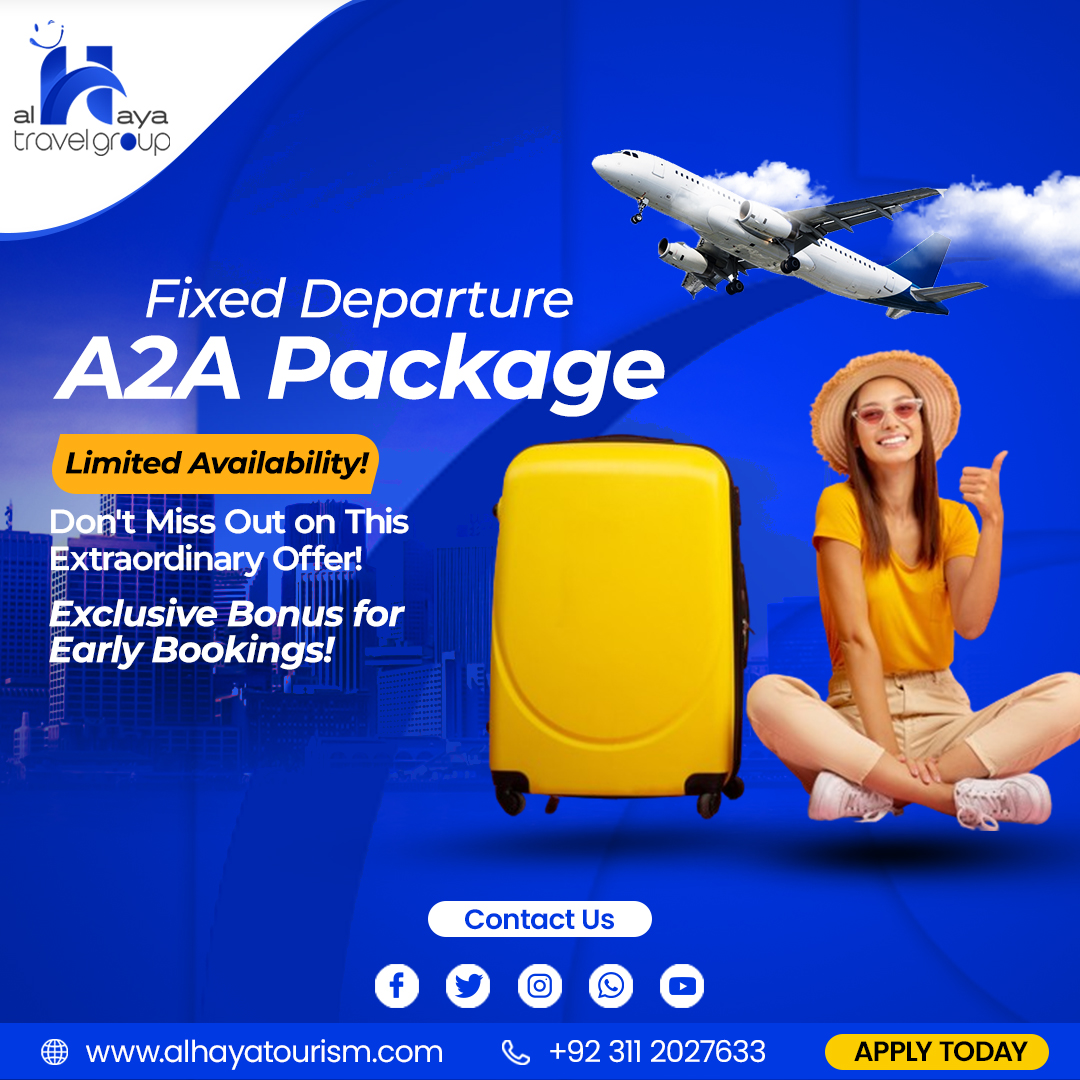 al Haya
travel group
Fixed Departure
A2A Package
Limited Availability!
Don't Miss Out on This
Extraordinary Offer!
Exclusive Bonus for
Early Bookings!
Contact Us
www.alhayatourism.com
+92 311 2027633
APPLY TODAY